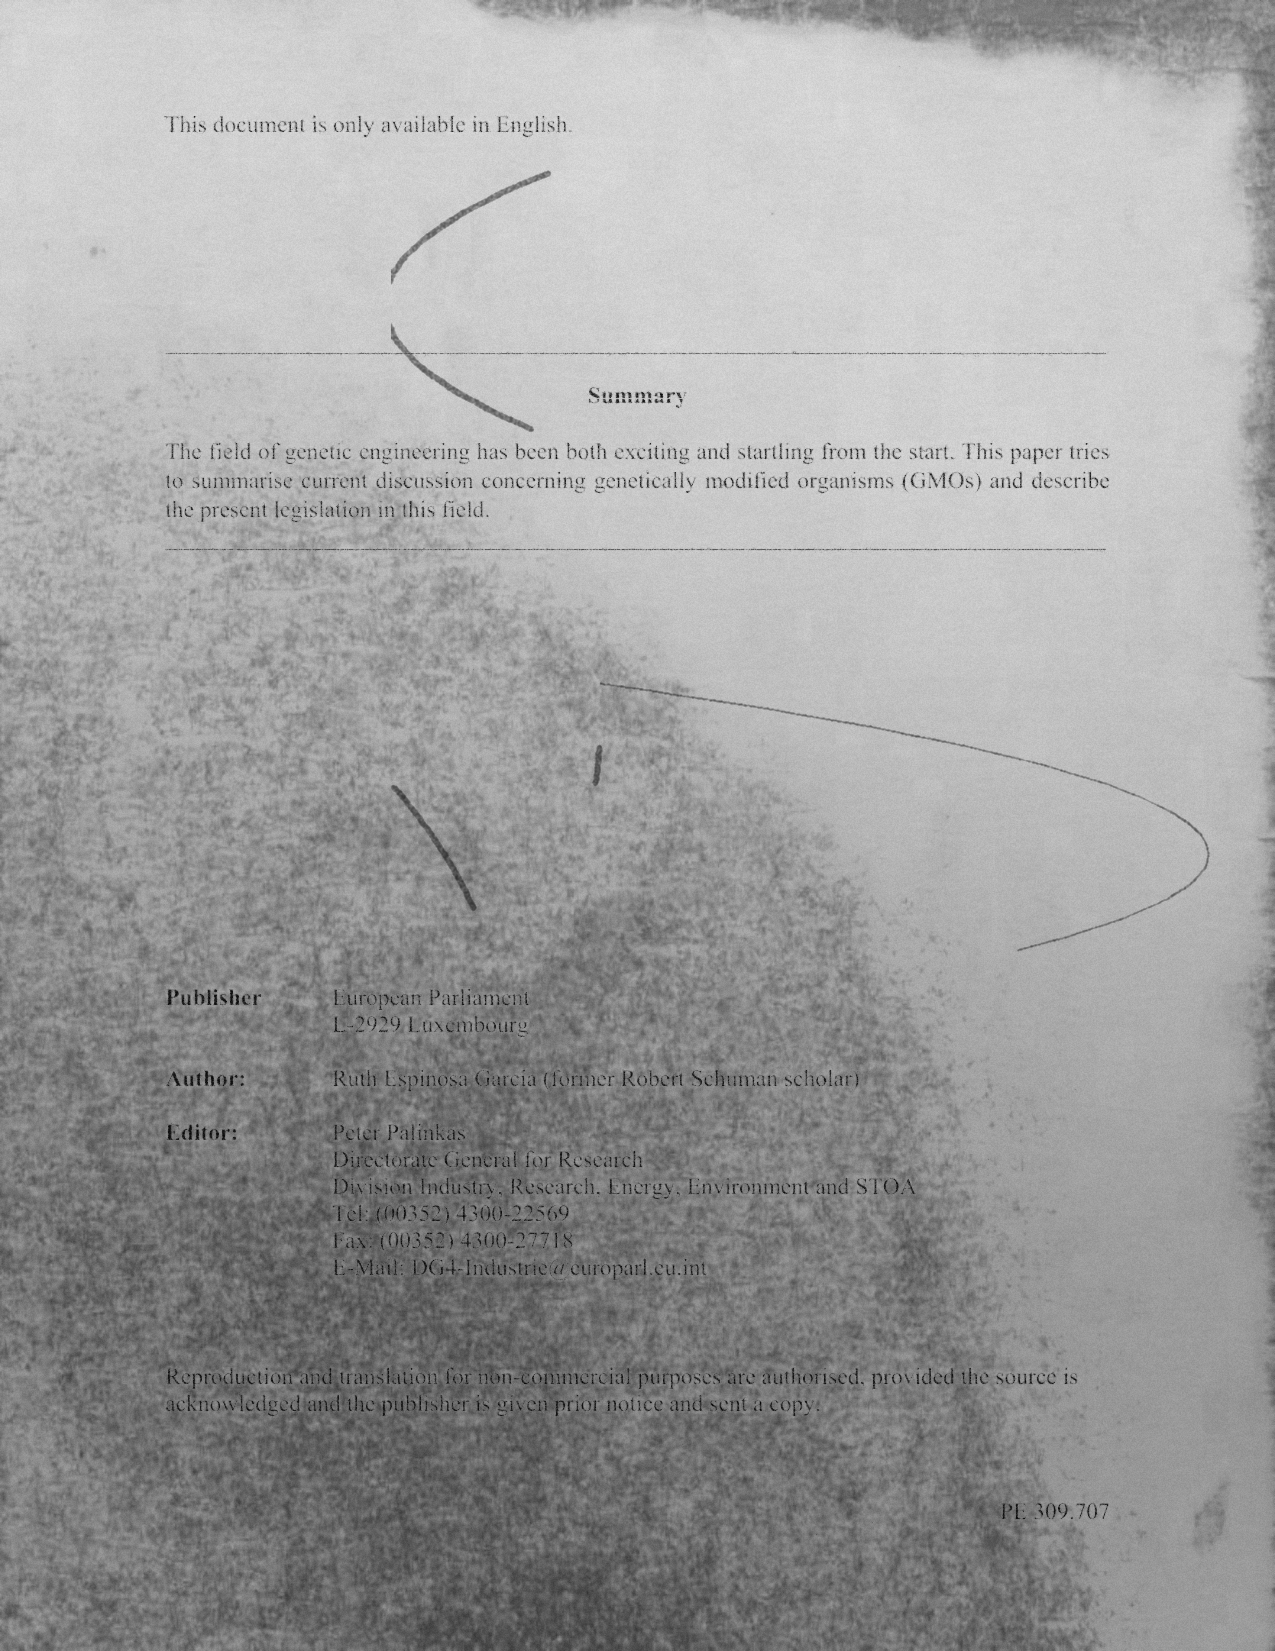 This document is only available in English.
Summary
The field of genetic engineering has been both exciting and startling from the start. This paper tries
to summarise current discussion concerning genetically modified organisms (GMOs) and describe
the present legislation in this field.
Publisher European Parliament
L-2929 Luxembourg
Author: Ruth Espinosa Garcia (former Robert Schuman scholar)
Editor: Peter Palinkas
Directorate General for Research
Division Industry, Research, Energy, Environment and STOA
Tel: (00352) 4300-22569
Fax: (00352) 4300-27718
E-Mail: DG4-Industrie@europarl.eu.int
Reproduction and translation for non-commercial purposes are authorised, provided the source is
acknowledged and the publisher is given prior notice and sent a copy.
PE 309.707